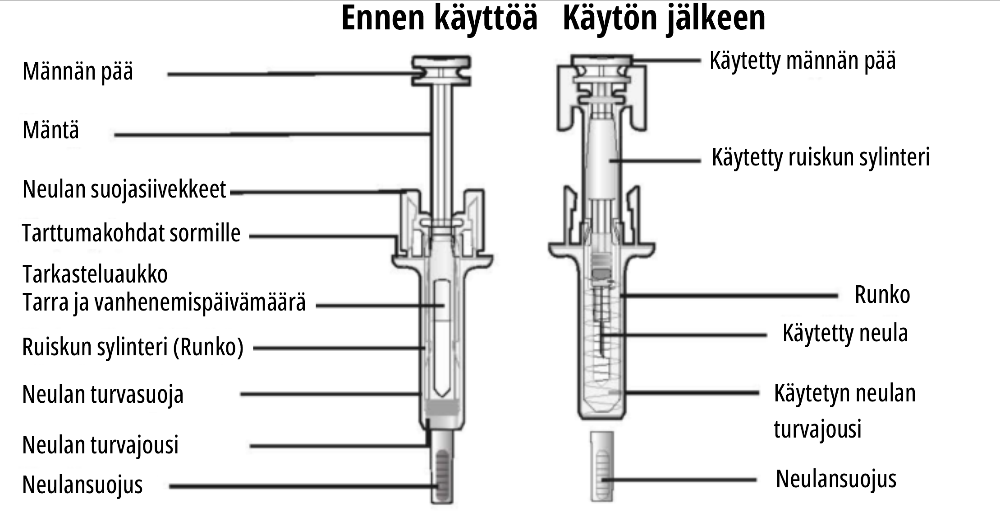 Ennen käyttöä
Männän pää
Mäntä
Neulan suojasiivekkeet
Tarttumakohdat sormille
Tarkasteluaukko
Tarra ja vanhenemispäivämäärä
Ruiskun sylinteri (Runko)
Neulan turvasuoja
Neulan turvajousi
Neulansuojus
Käytön jälkeen
Käytetty männän pää
Käytetty ruiskun sylinteri
Runko
Käytetty neula
Käytetyn neulan
turvajousi
Neulansuojus